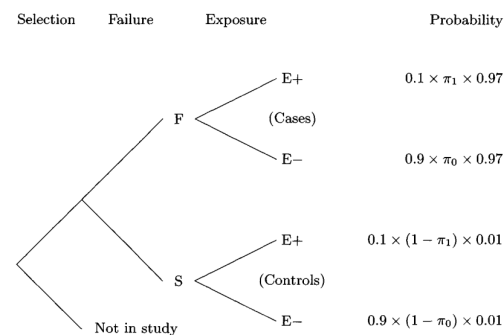 Selection Failure Exposure Probability
E+ 0.1 × π₁ × 0.97
F (Cases)
E− 0.9 × π₀ × 0.97
E+ 0.1 × (1 − π₁) × 0.01
S (Controls)
E− 0.9 × (1 − π₀) × 0.01
Not in study